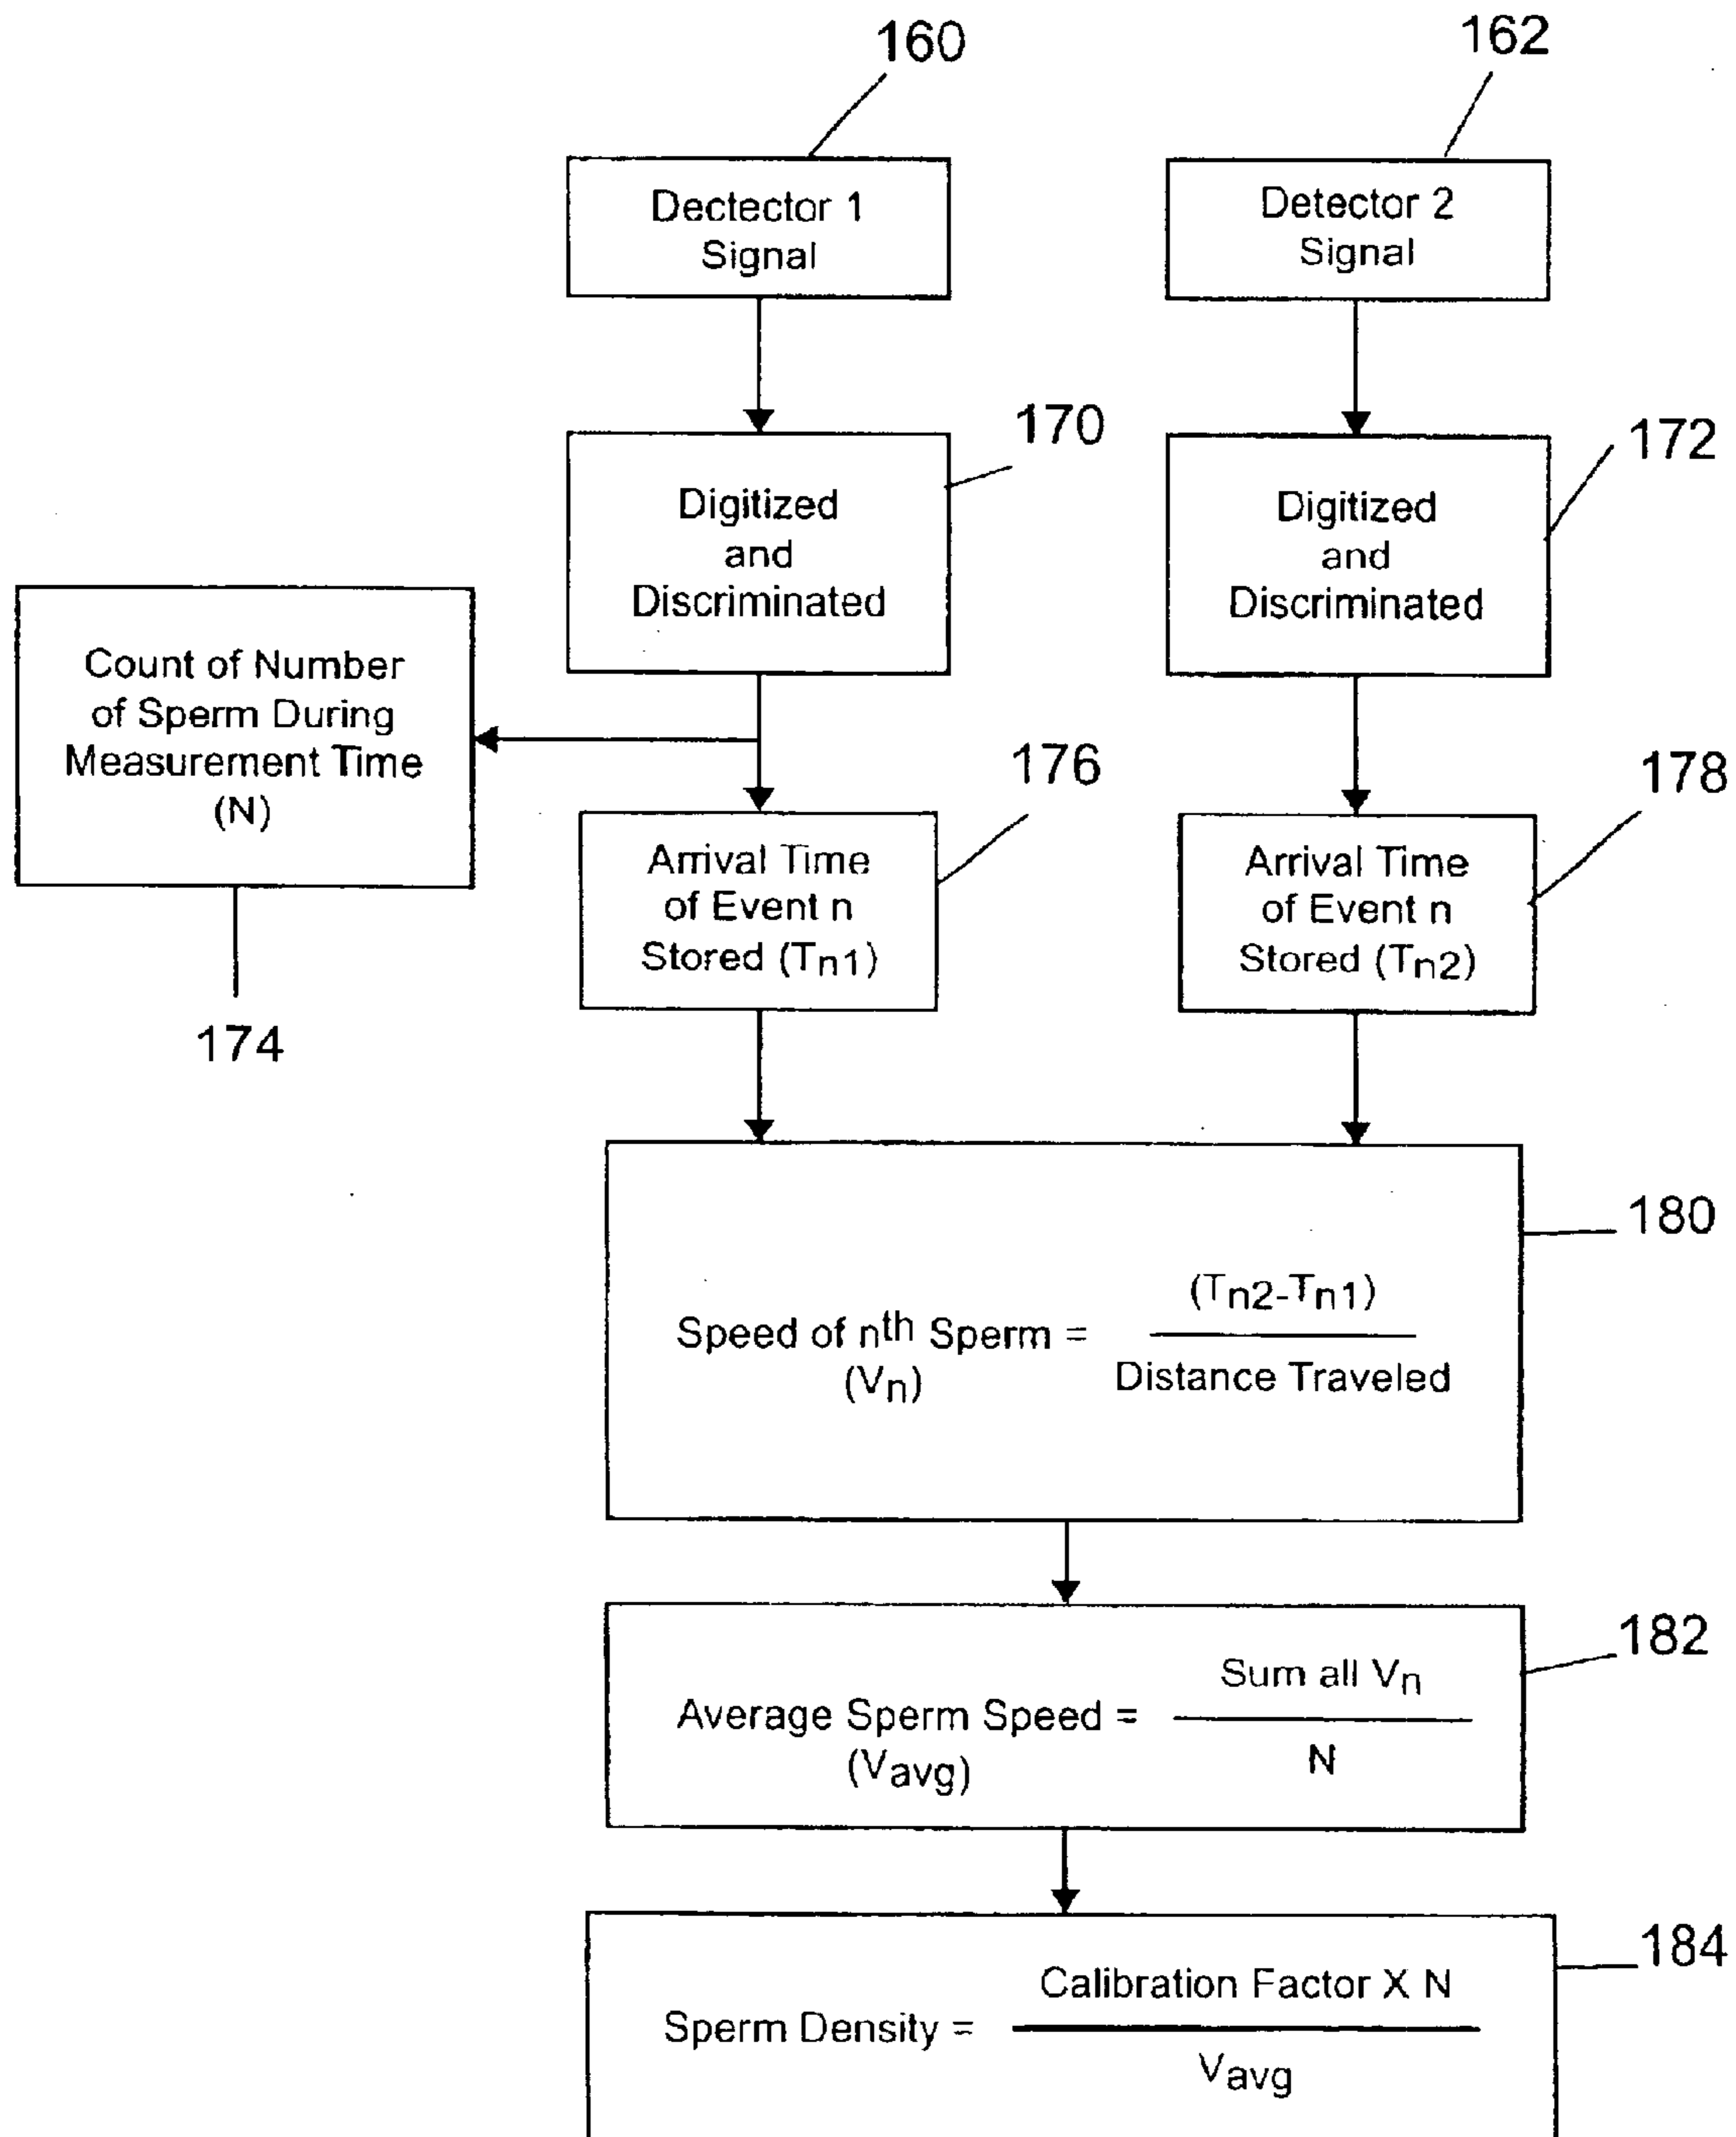 160
162
Dectector 1
Signal
Detector 2
Signal
170
172
Digitized
and
Discriminated
Digitized
and
Discriminated
Count of Number
of Sperm During
Measurement Time
(N)
174
176
178
Arrival Time
of Event n
Stored (Tn1)
Arrival Time
of Event n
Stored (Tn2)
180
Speed of nth Sperm =
(Vn)
(Tn2-Tn1)
Distance Traveled
182
Average Sperm Speed =
(Vavg)
Sum all Vn
N
184
Sperm Density =
Calibration Factor X N
Vavg